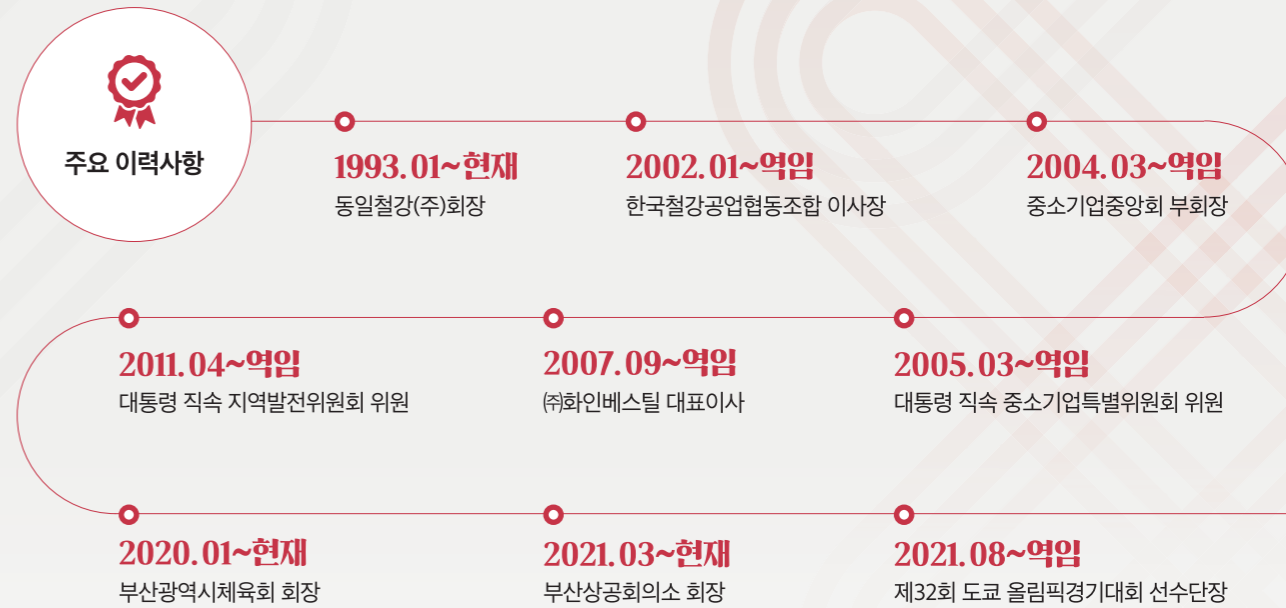 주요 이력사항
1993.01~현재
동일철강(주)회장
2002.01~역임
한국철강공업협동조합 이사장
2004.03~역임
중소기업중앙회 부회장
2005.03~역임
대통령 직속 중소기업특별위원회 위원
2007.09~역임
㈜화인베스틸 대표이사
2011.04~역임
대통령 직속 지역발전위원회 위원
2020.01~현재
부산광역시체육회 회장
2021.03~현재
부산상공회의소 회장
2021.08~역임
제32회 도쿄 올림픽경기대회 선수단장